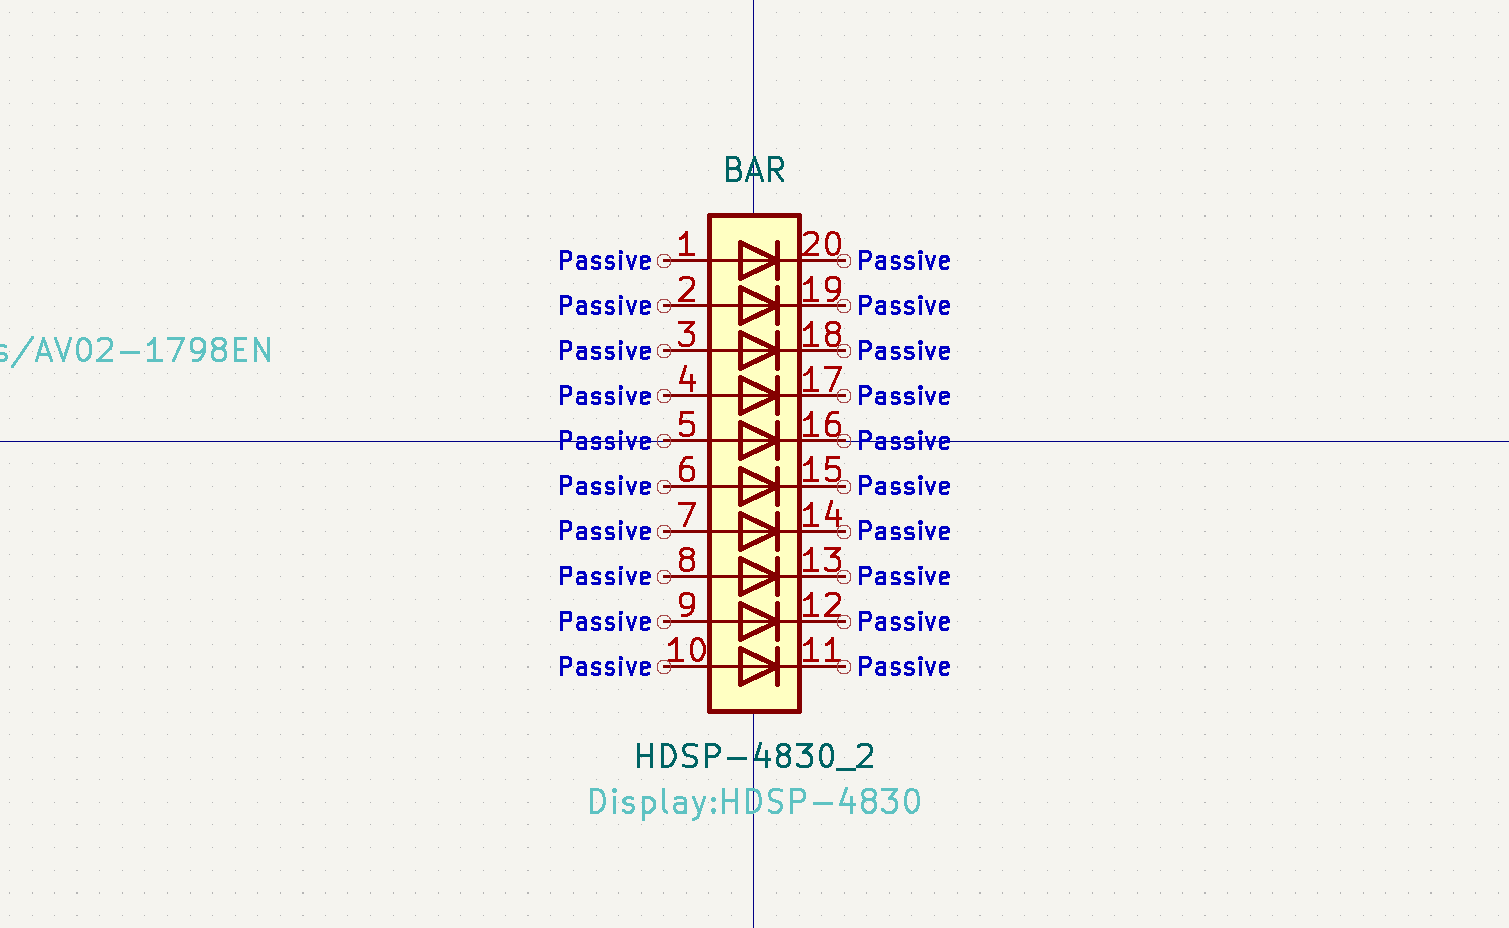 BAR
Passive 1 20 Passive
Passive 2 19 Passive
Passive 3 18 Passive
s/AV02-1798EN
Passive 4 17 Passive
Passive 5 16 Passive
Passive 6 15 Passive
Passive 7 14 Passive
Passive 8 13 Passive
Passive 9 12 Passive
Passive 10 11 Passive
HDSP-4830_2
Display:HDSP-4830